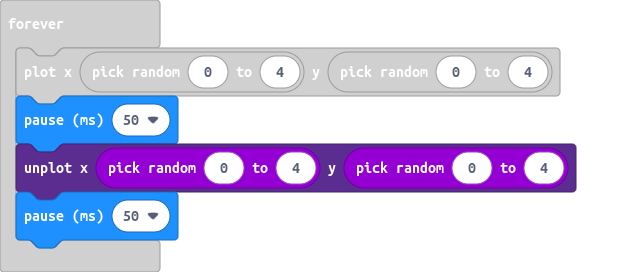 forever
plot x pick random 0 to 4 y pick random 0 to 4
pause (ms) 50
unplot x pick random 0 to 4 y pick random 0 to 4
pause (ms) 50